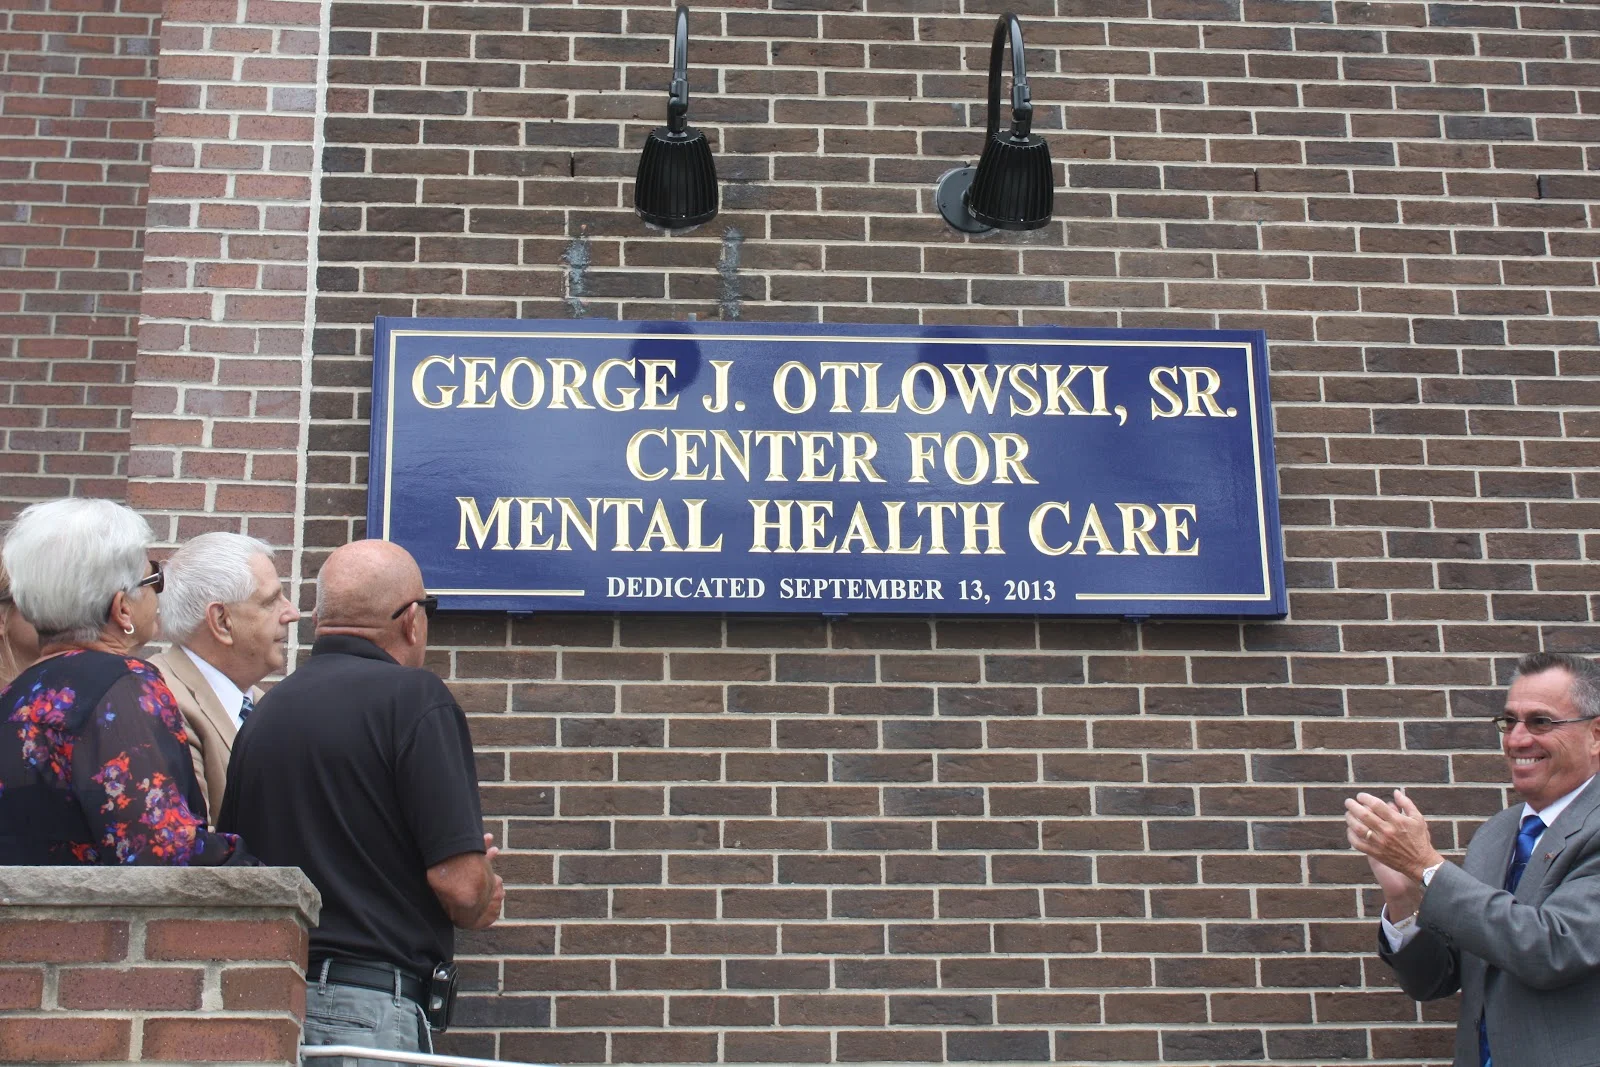 GEORGE J. OTLOWSKI, SR.
CENTER FOR
MENTAL HEALTH CARE
DEDICATED SEPTEMBER 13, 2013